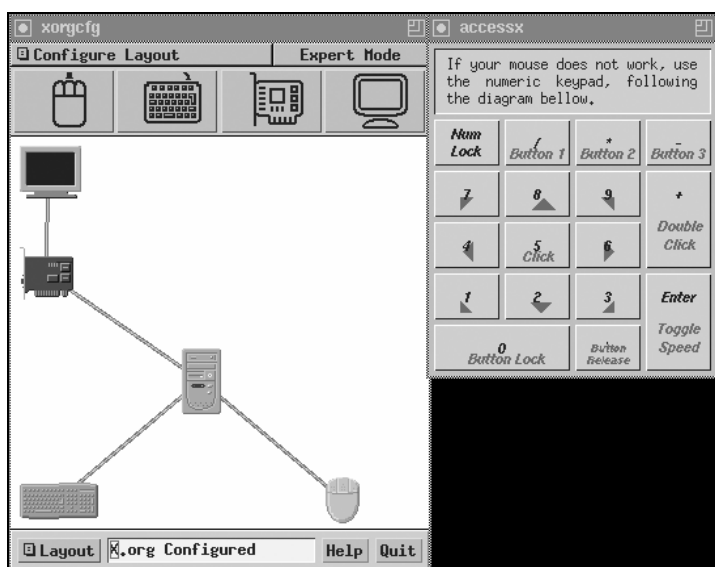 xorgcfg
Configure Layout
Expert Mode
Layout
X.org Configured
Help
Quit
accessx
If your mouse does not work, use
the numeric keypad, following
the diagram bellow.
Num
Lock
/
Button 1
*
Button 2
-
Button 3
7
8
9
+
Double
Click
4
5
Click
6
1
2
3
Enter
Toggle
Speed
0
Button Lock
.
Button
Release